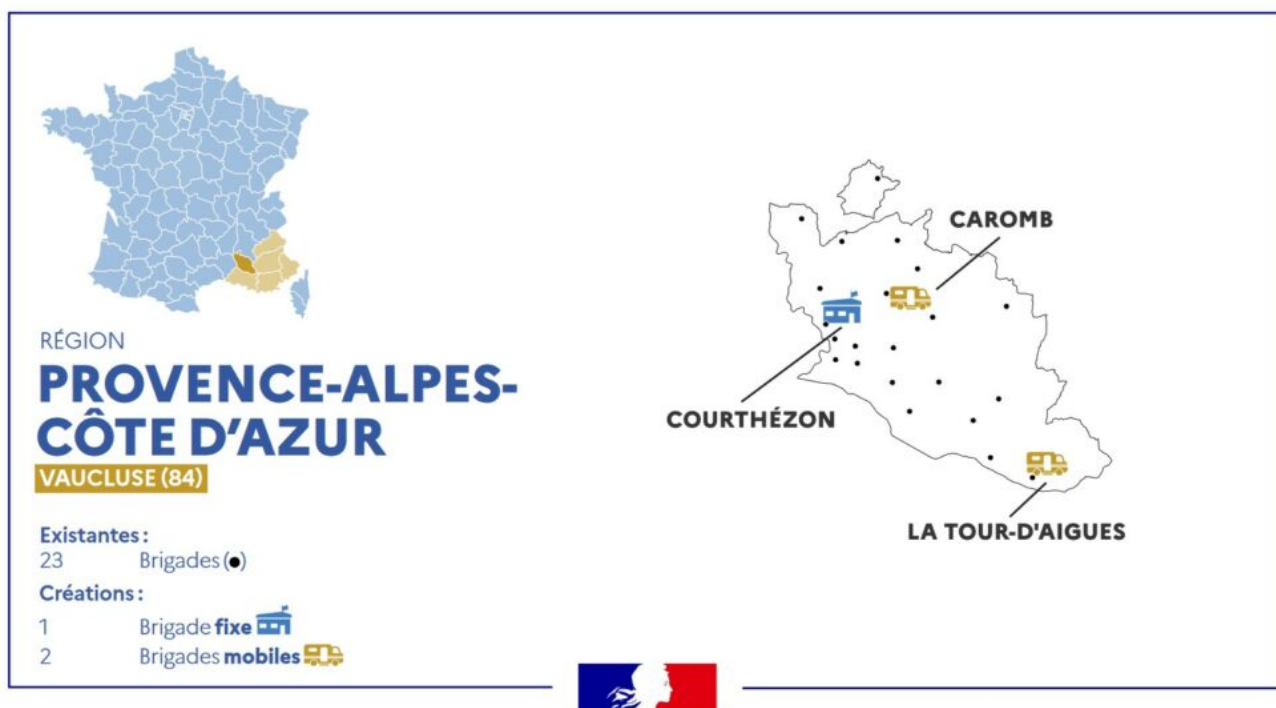 RÉGION
PROVENCE-ALPES-
CÔTE D'AZUR
VAUCLUSE (84)
Existantes :
23 Brigades (●)
Créations :
1 Brigade fixe
2 Brigades mobiles
CAROMB
COURTHÉZON
LA TOUR-D'AIGUES